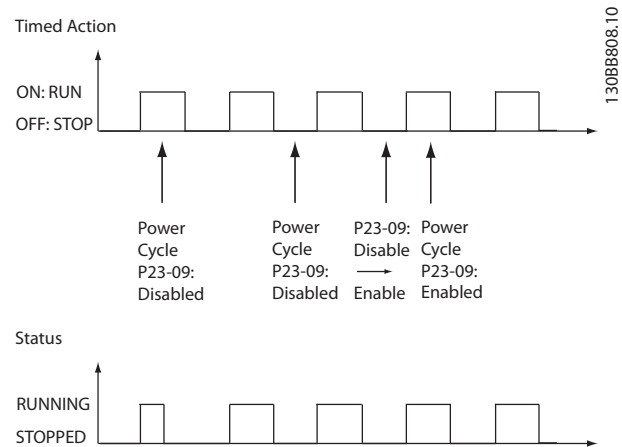 Timed Action
130BB808.10
ON: RUN
OFF: STOP
Power
Cycle
P23-09:
Disabled
Power
Cycle
P23-09:
Disabled
P23-09:
Disable
Enable
Power
Cycle
P23-09:
Enabled
Status
RUNNING
STOPPED